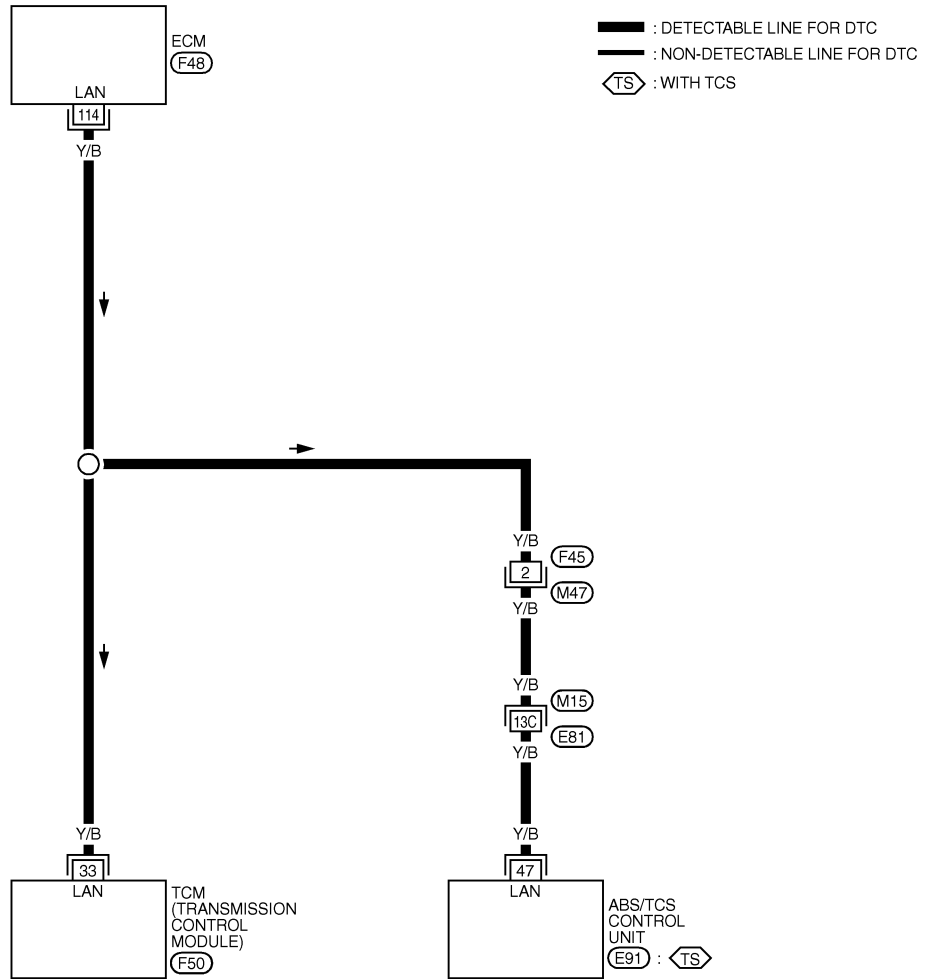 ECM
F48
LAN
114
Y/B
: DETECTABLE LINE FOR DTC
: NON-DETECTABLE LINE FOR DTC
TS : WITH TCS
Y/B
2
F45
M47
Y/B
Y/B
13C
M15
E81
Y/B
Y/B
33
LAN
TCM
(TRANSMISSION
CONTROL
MODULE)
F50
Y/B
47
LAN
ABS/TCS
CONTROL
UNIT
E91 : TS